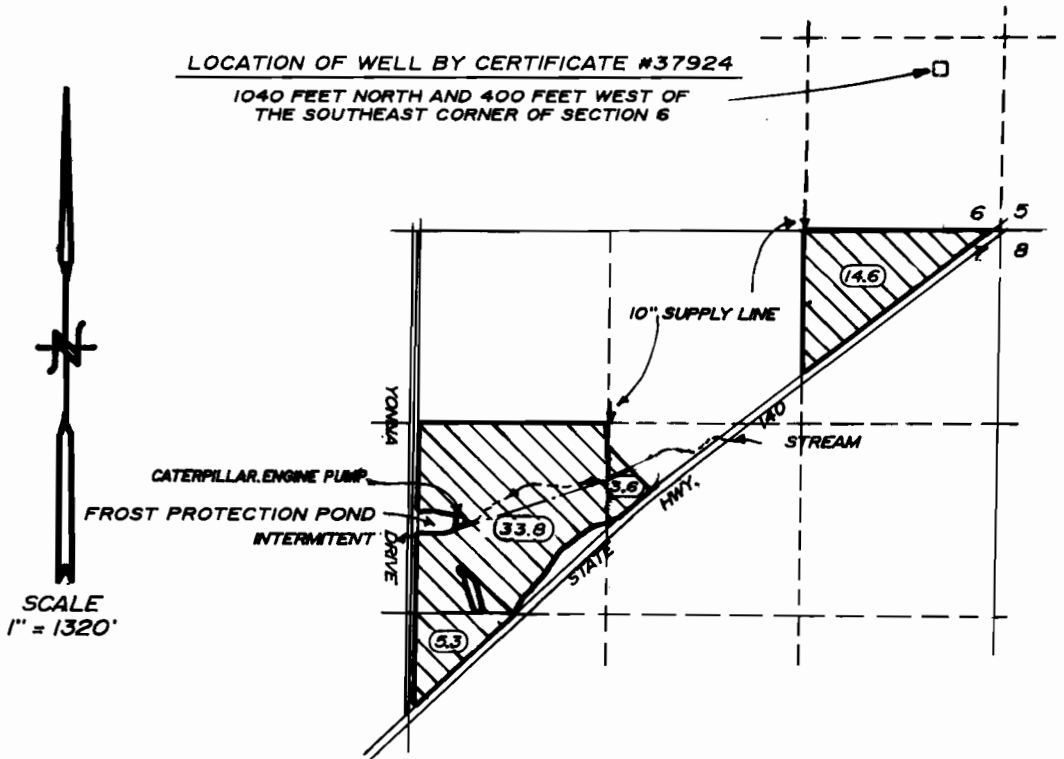 LOCATION OF WELL BY CERTIFICATE #37924
1040 FEET NORTH AND 400 FEET WEST OF
THE SOUTHEAST CORNER OF SECTION 6
6 5
8
14.6
10" SUPPLY LINE
N
YONNA
140
STREAM
CATERPILLAR ENGINE PUMP
3.6
HWY.
FROST PROTECTION POND
33.8
INTERMITENT
DRIVE
STATE
SCALE
1" = 1320'
5.3